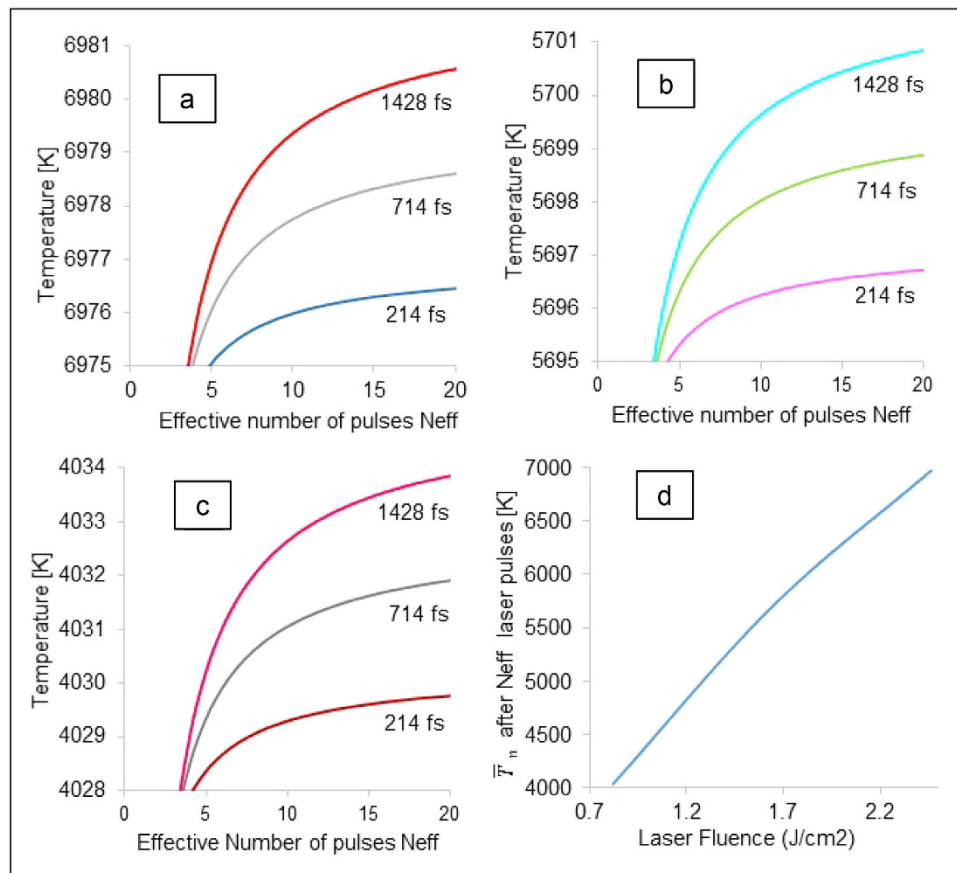 a
6981
6980
6979
6978
6977
6976
6975
Temperature [K]
1428 fs
714 fs
214 fs
0 5 10 15 20
Effective number of pulses Neff
b
5701
5700
5699
5698
5697
5696
5695
Temperature [K]
1428 fs
714 fs
214 fs
0 5 10 15 20
Effective number of pulses Neff
c
4034
4033
4032
4031
4030
4029
4028
Temperature [K]
1428 fs
714 fs
214 fs
0 5 10 15 20
Effective Number of pulses Neff
d
7000
6500
6000
5500
5000
4500
4000
T̅ n after Neff laser pulses [K]
0.7 1.2 1.7 2.2
Laser Fluence (J/cm2)